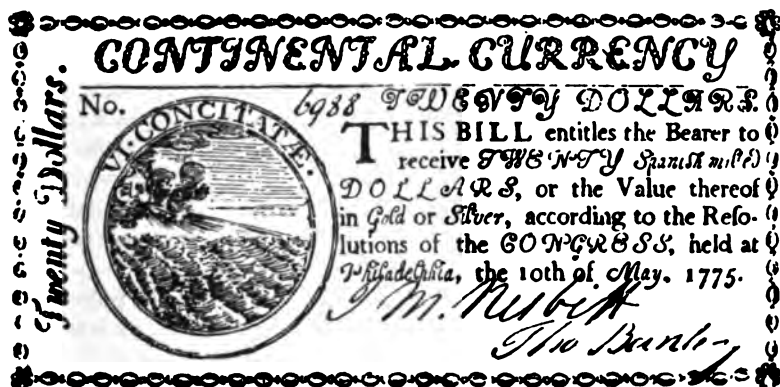 CONTINENTAL CURRENCY
Twenty Dollars.
No. 6988 TWENTY DOLLARS.
VI·CONCITATÆ.
THIS BILL entitles the Bearer to
receive TWENTY Spanish milled
DOLLARS, or the Value thereof
in Gold or Silver, according to the Reſo-
lutions of the CONGRESS, held at
Philadelphia, the 10th of May, 1775.
J M. Nesbitt
Tho